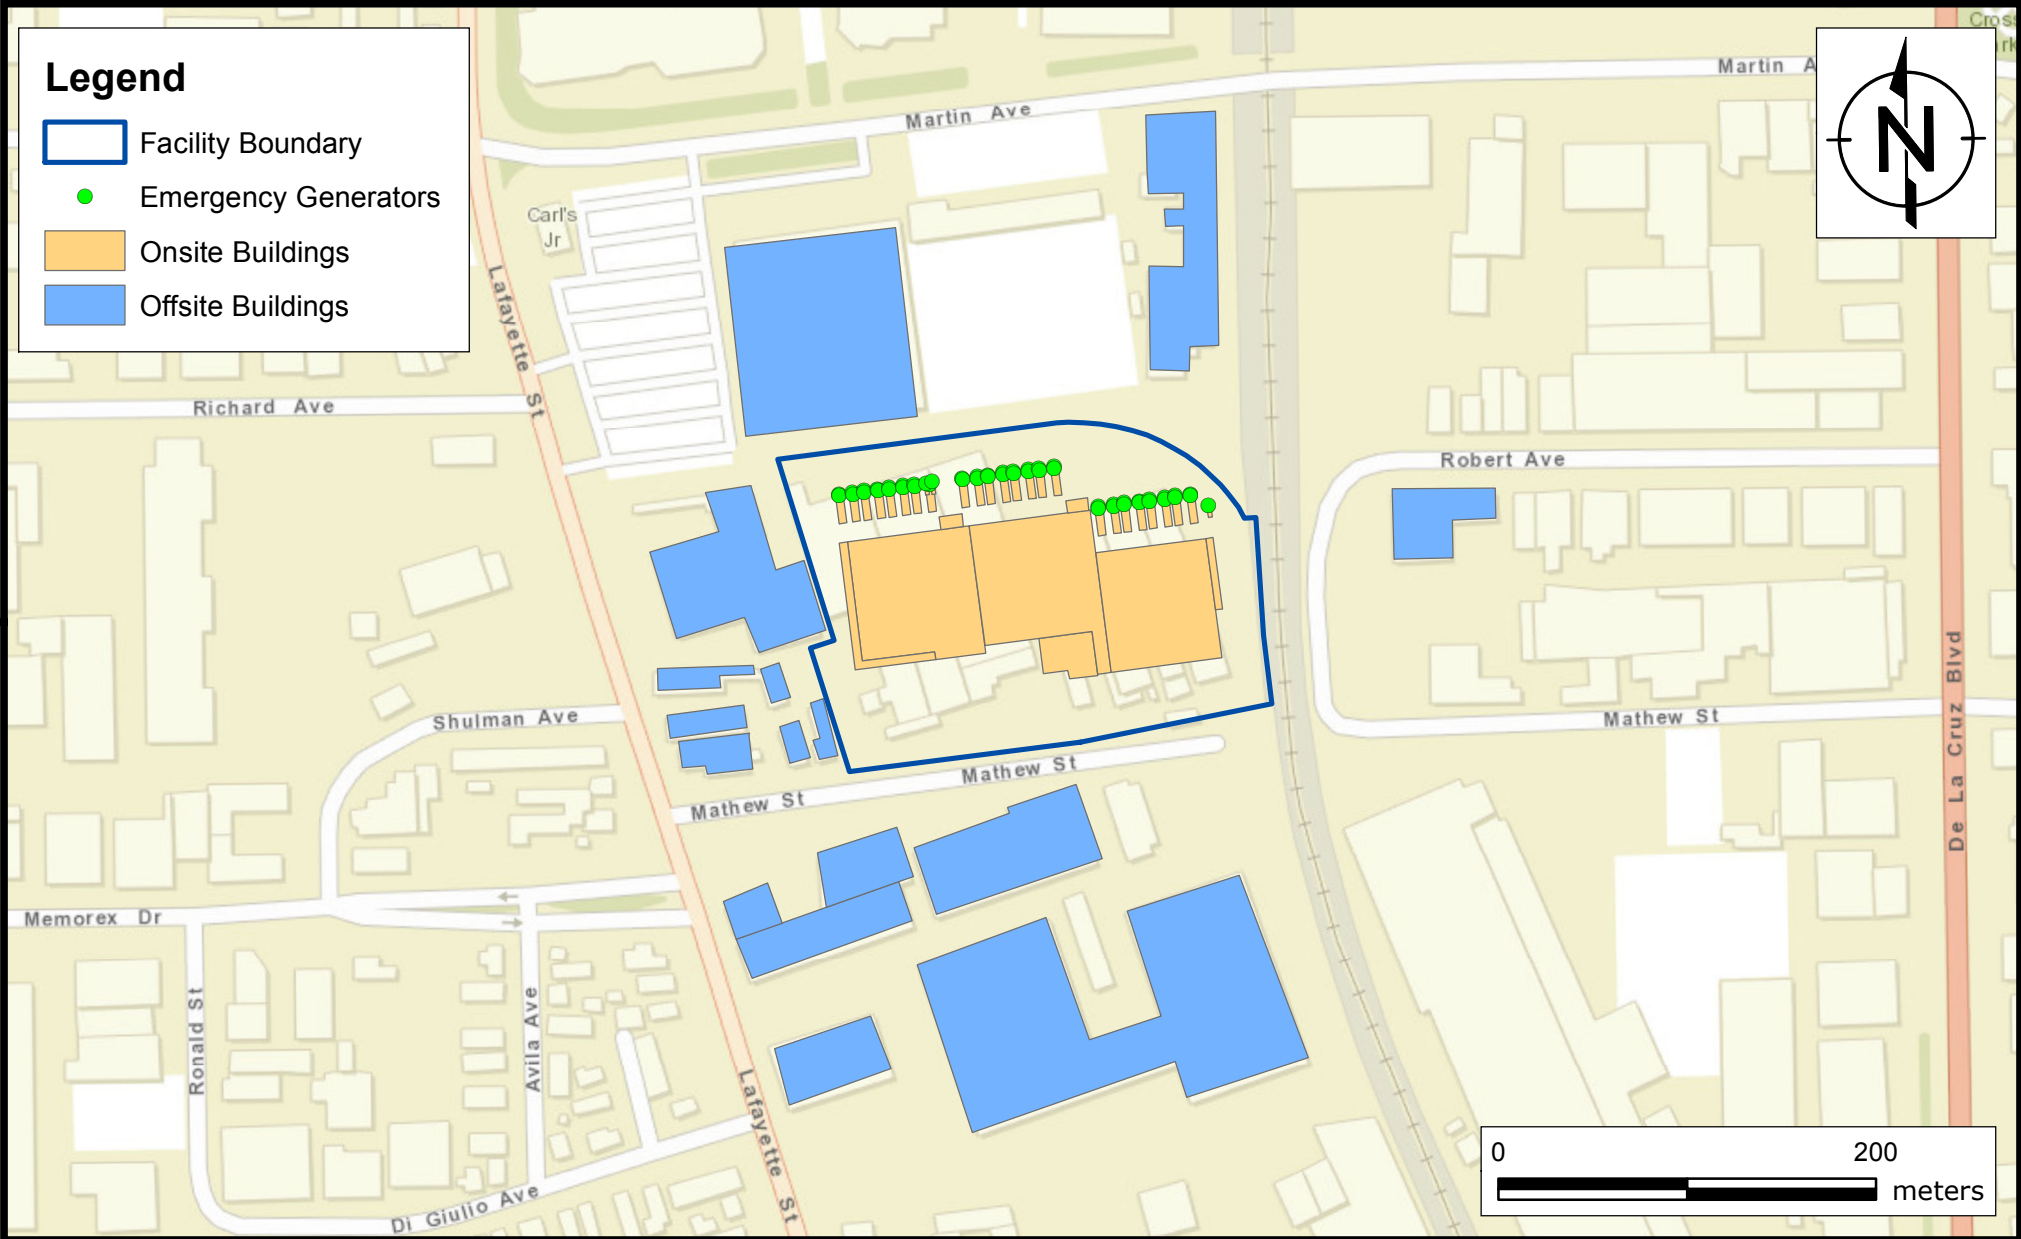 Legend
Facility Boundary
Emergency Generators
Onsite Buildings
Offsite Buildings
N
Martin Ave
Martin A
Cros
rk
Carl's
Jr
Lafayette St
Richard Ave
Robert Ave
Shulman Ave
Mathew St
Mathew St
Mathew St
De La Cruz Blvd
Memorex Dr
Ronald St
Avila Ave
Lafayette St
Di Giulio Ave
0 200
meters